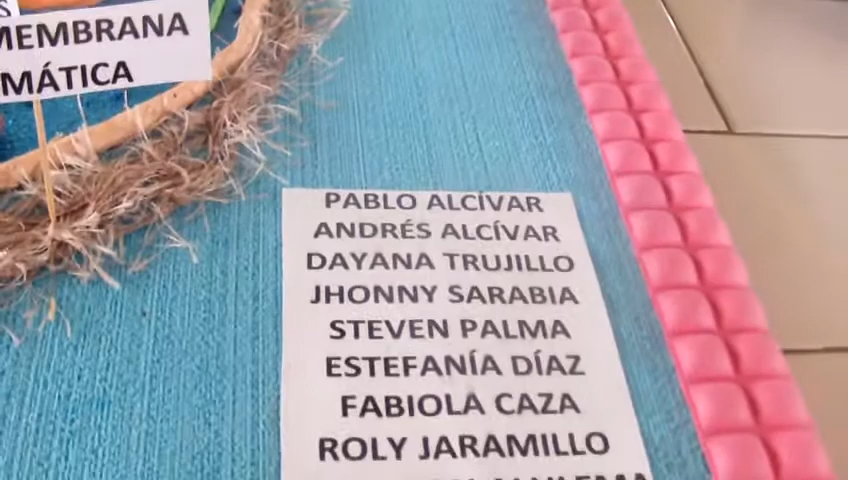 MEMBRANA
MÁTICA
PABLO ALCÍVAR
ANDRÉS ALCÍVAR
DAYANA TRUJILLO
JHONNY SARABIA
STEVEN PALMA
ESTEFANÍA DÍAZ
FABIOLA CAZA
ROLY JARAMILLO